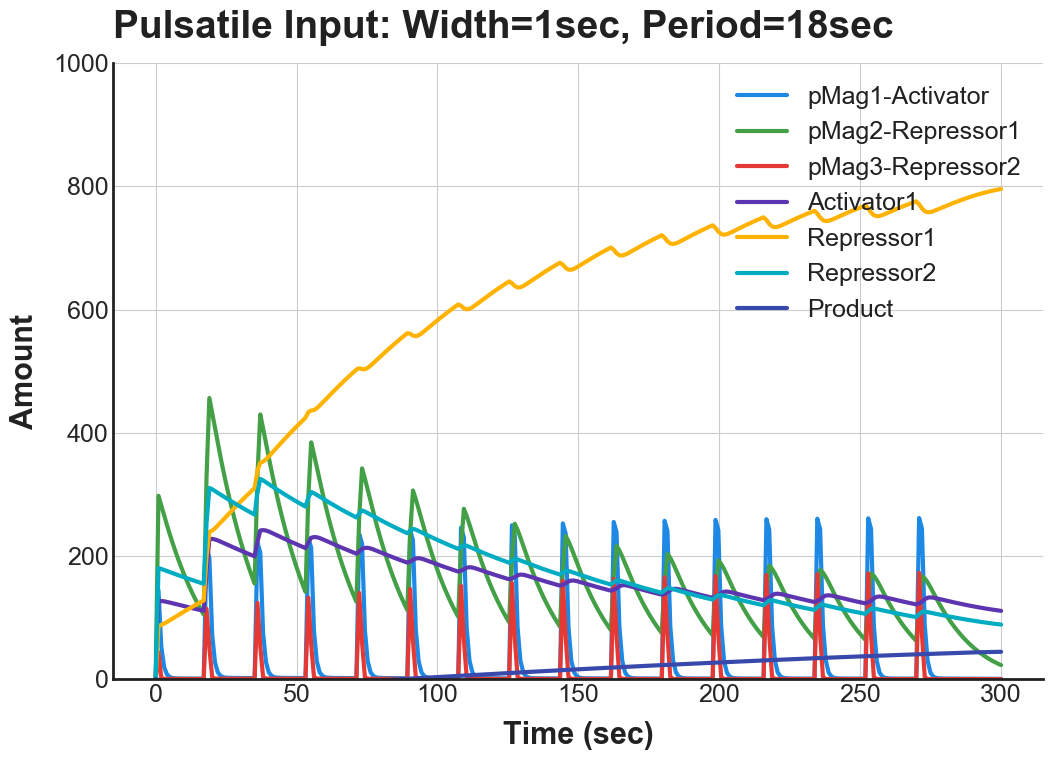 Pulsatile Input: Width=1sec, Period=18sec
1000
800
600
400
200
0
Amount
pMag1-Activator
pMag2-Repressor1
pMag3-Repressor2
Activator1
Repressor1
Repressor2
Product
0 50 100 150 200 250 300
Time (sec)